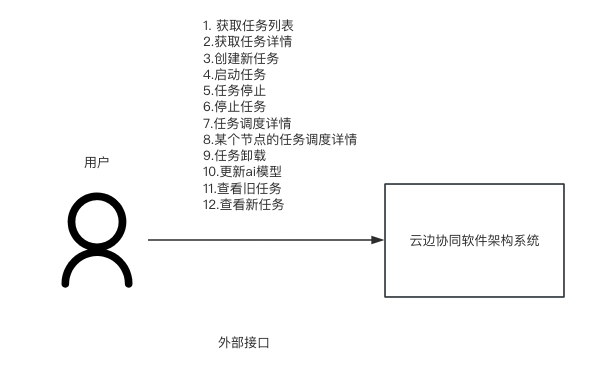 1. 获取任务列表
2.获取任务详情
3.创建新任务
4.启动任务
5.任务停止
6.停止任务
7.任务调度详情
8.某个节点的任务调度详情
9.任务卸载
10.更新ai模型
11.查看旧任务
12.查看新任务
用户
云边协同软件架构系统
外部接口